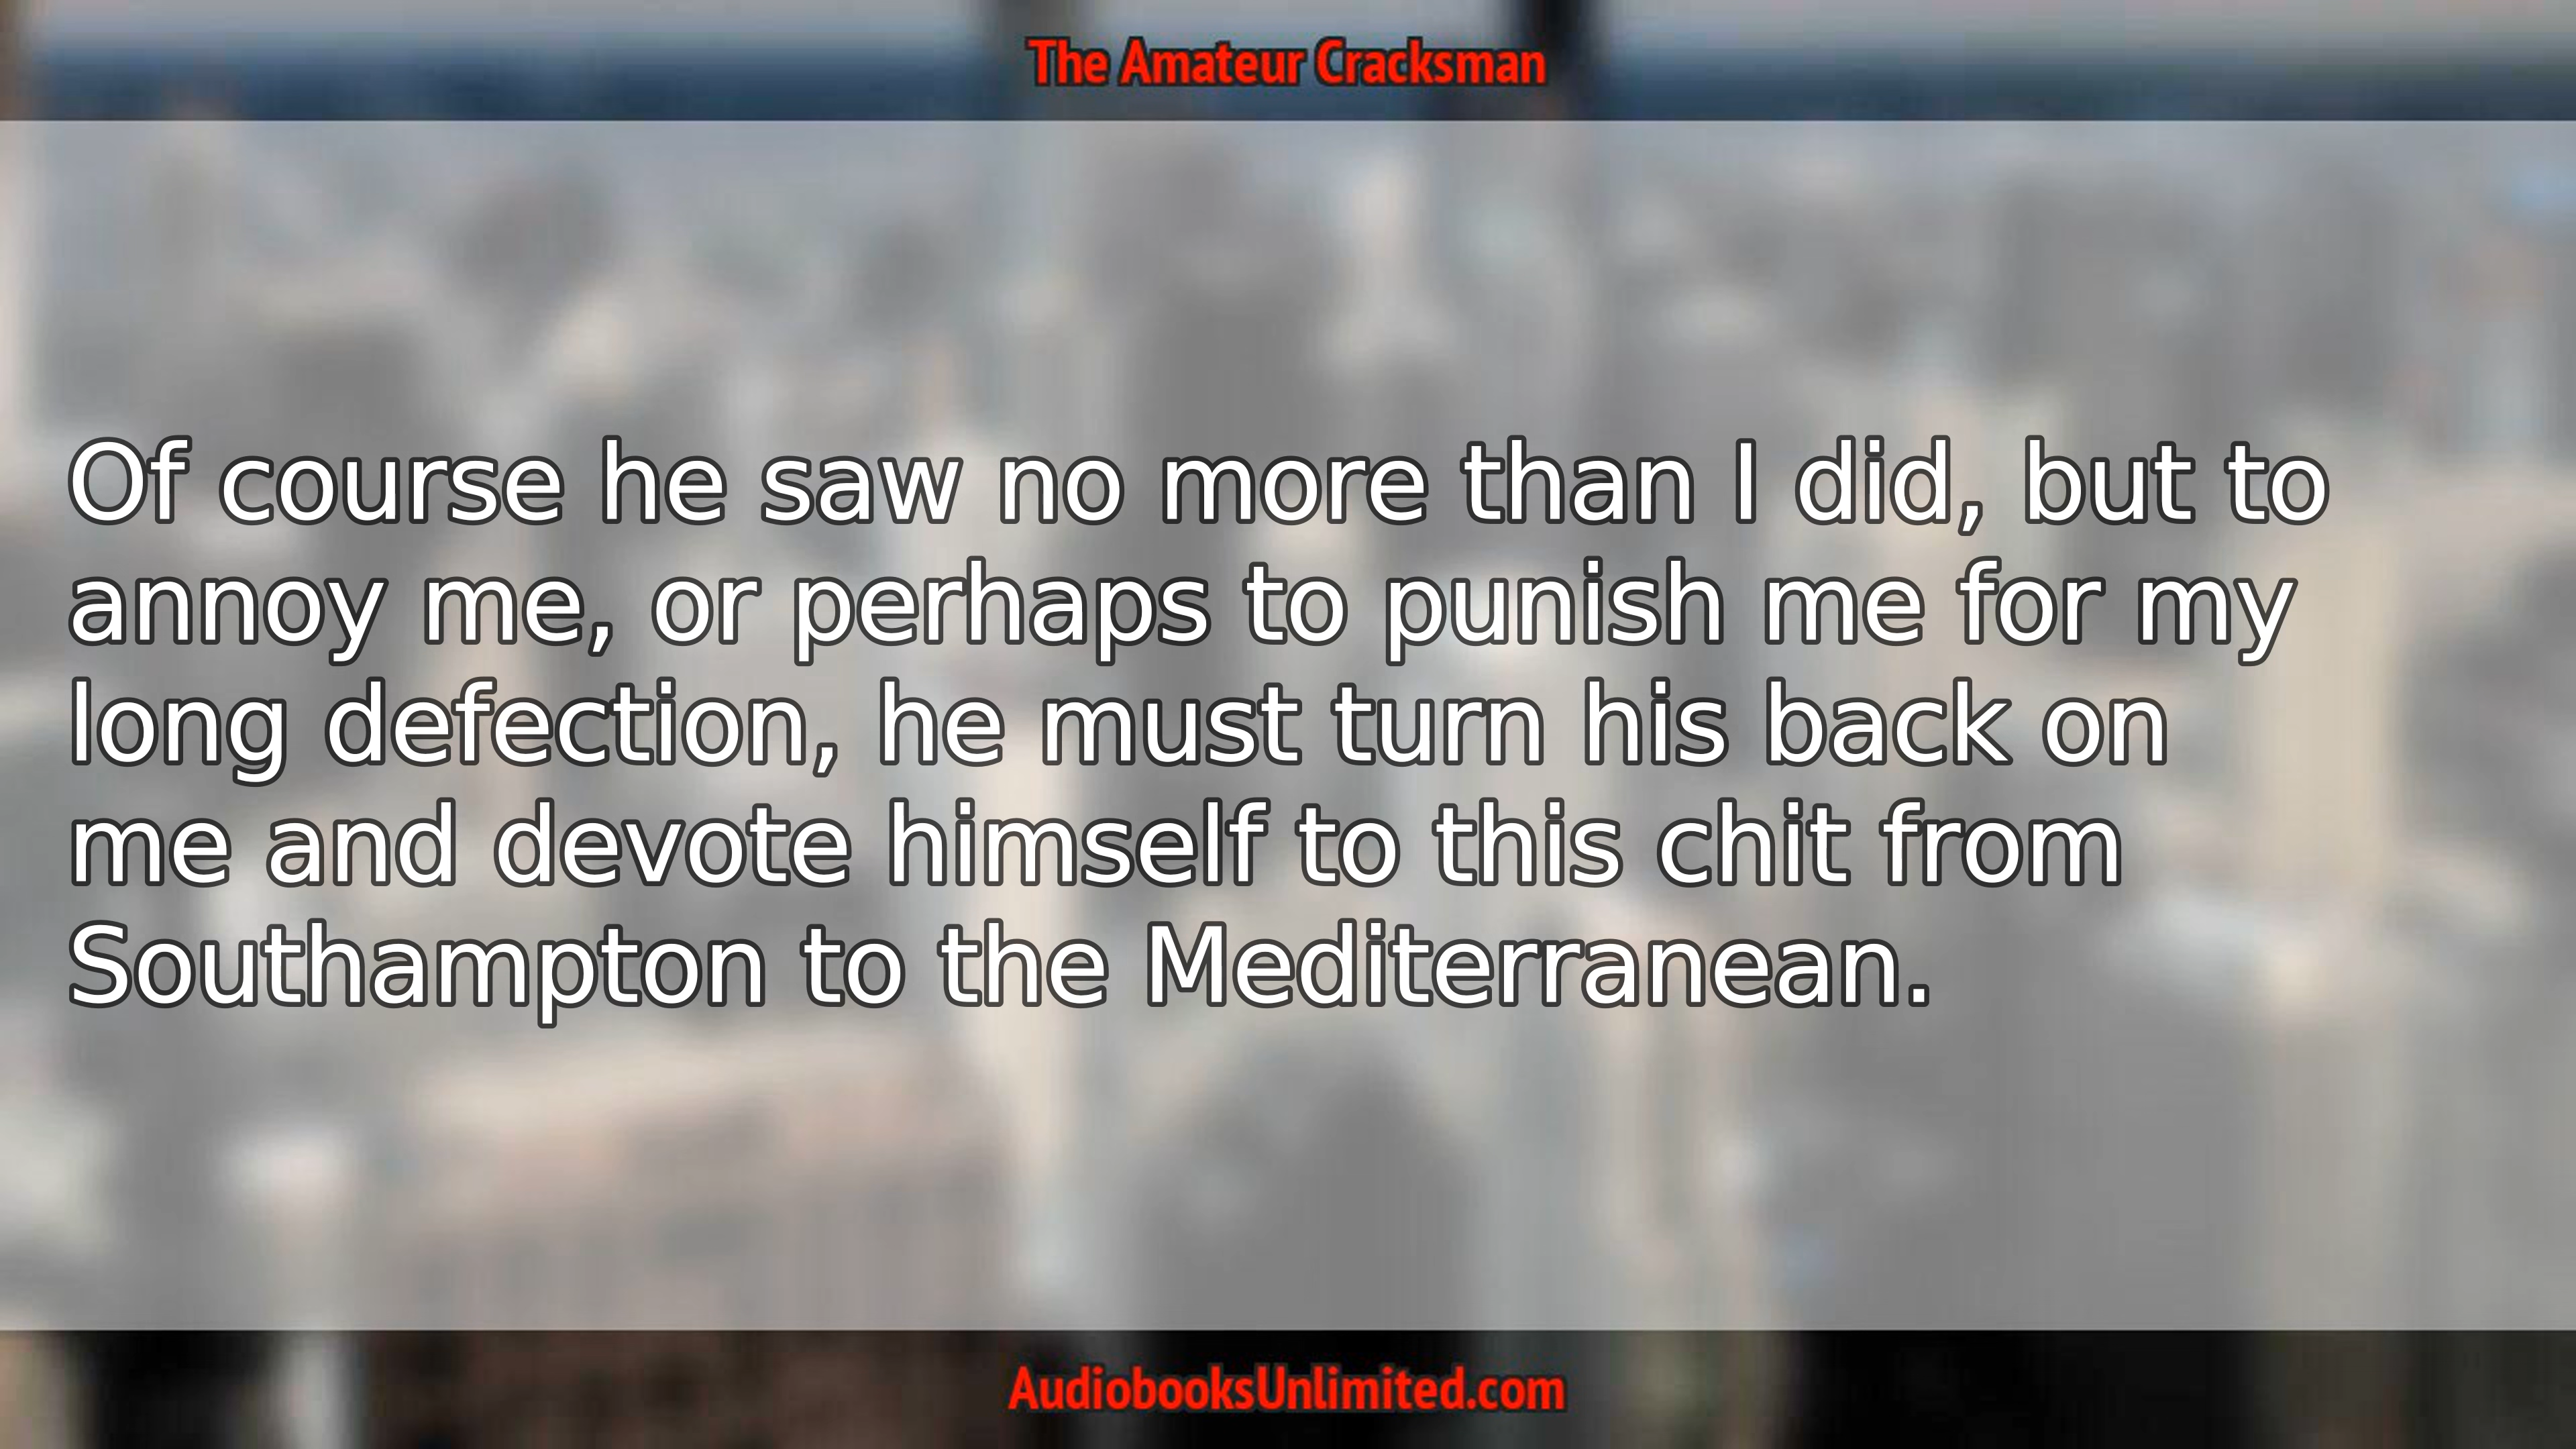 The Amateur Cracksman
Of course he saw no more than I did, but to
annoy me, or perhaps to punish me for my
long defection, he must turn his back on
me and devote himself to this chit from
Southampton to the Mediterranean.
AudiobooksUnlimited.com